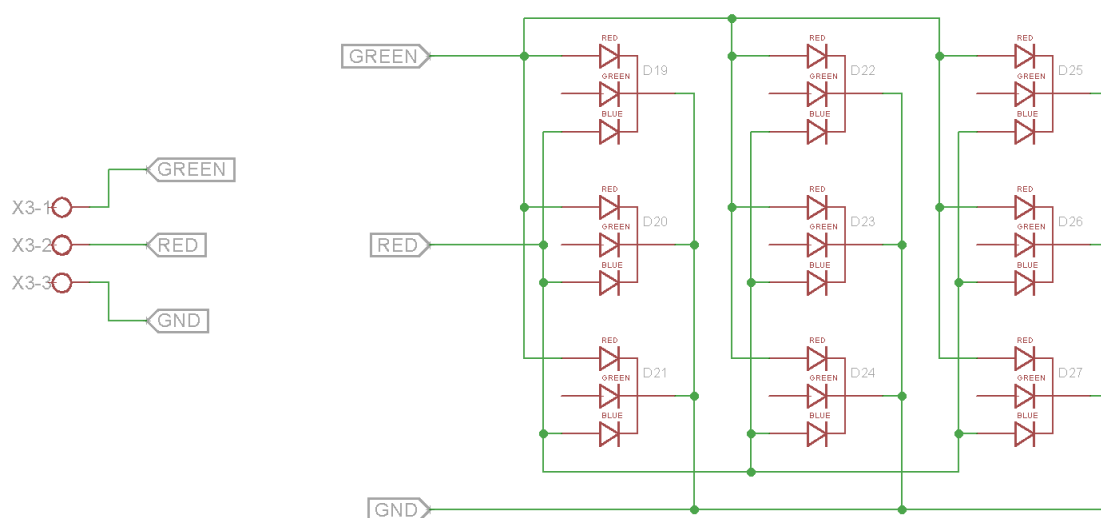 RED
RED
RED
GREEN
D19
D22
D25
GREEN
GREEN
GREEN
BLUE
BLUE
BLUE
GREEN
X3-1
RED
RED
RED
X3-2
RED
RED
D20
D23
D26
GREEN
GREEN
GREEN
BLUE
BLUE
BLUE
X3-3
GND
RED
RED
RED
D21
D24
D27
GREEN
GREEN
GREEN
BLUE
BLUE
BLUE
GND